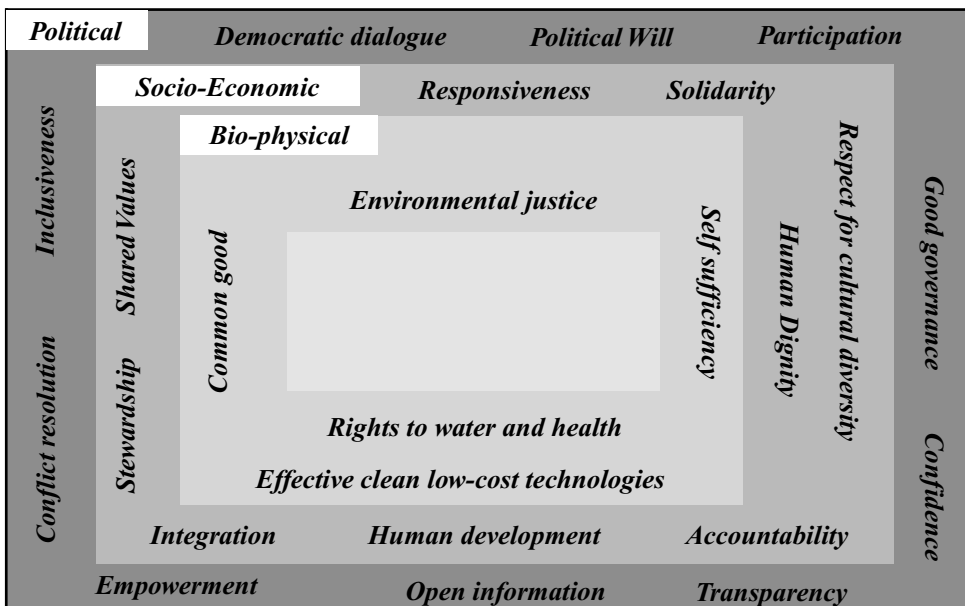 Political
Democratic dialogue
Political Will
Participation
Socio-Economic
Responsiveness
Solidarity
Bio-physical
Inclusiveness
Conflict resolution
Shared Values
Stewardship
Common good
Environmental justice
Self sufficiency
Human Dignity
Respect for cultural diversity
Good governance
Confidence
Rights to water and health
Effective clean low-cost technologies
Integration
Human development
Accountability
Empowerment
Open information
Transparency